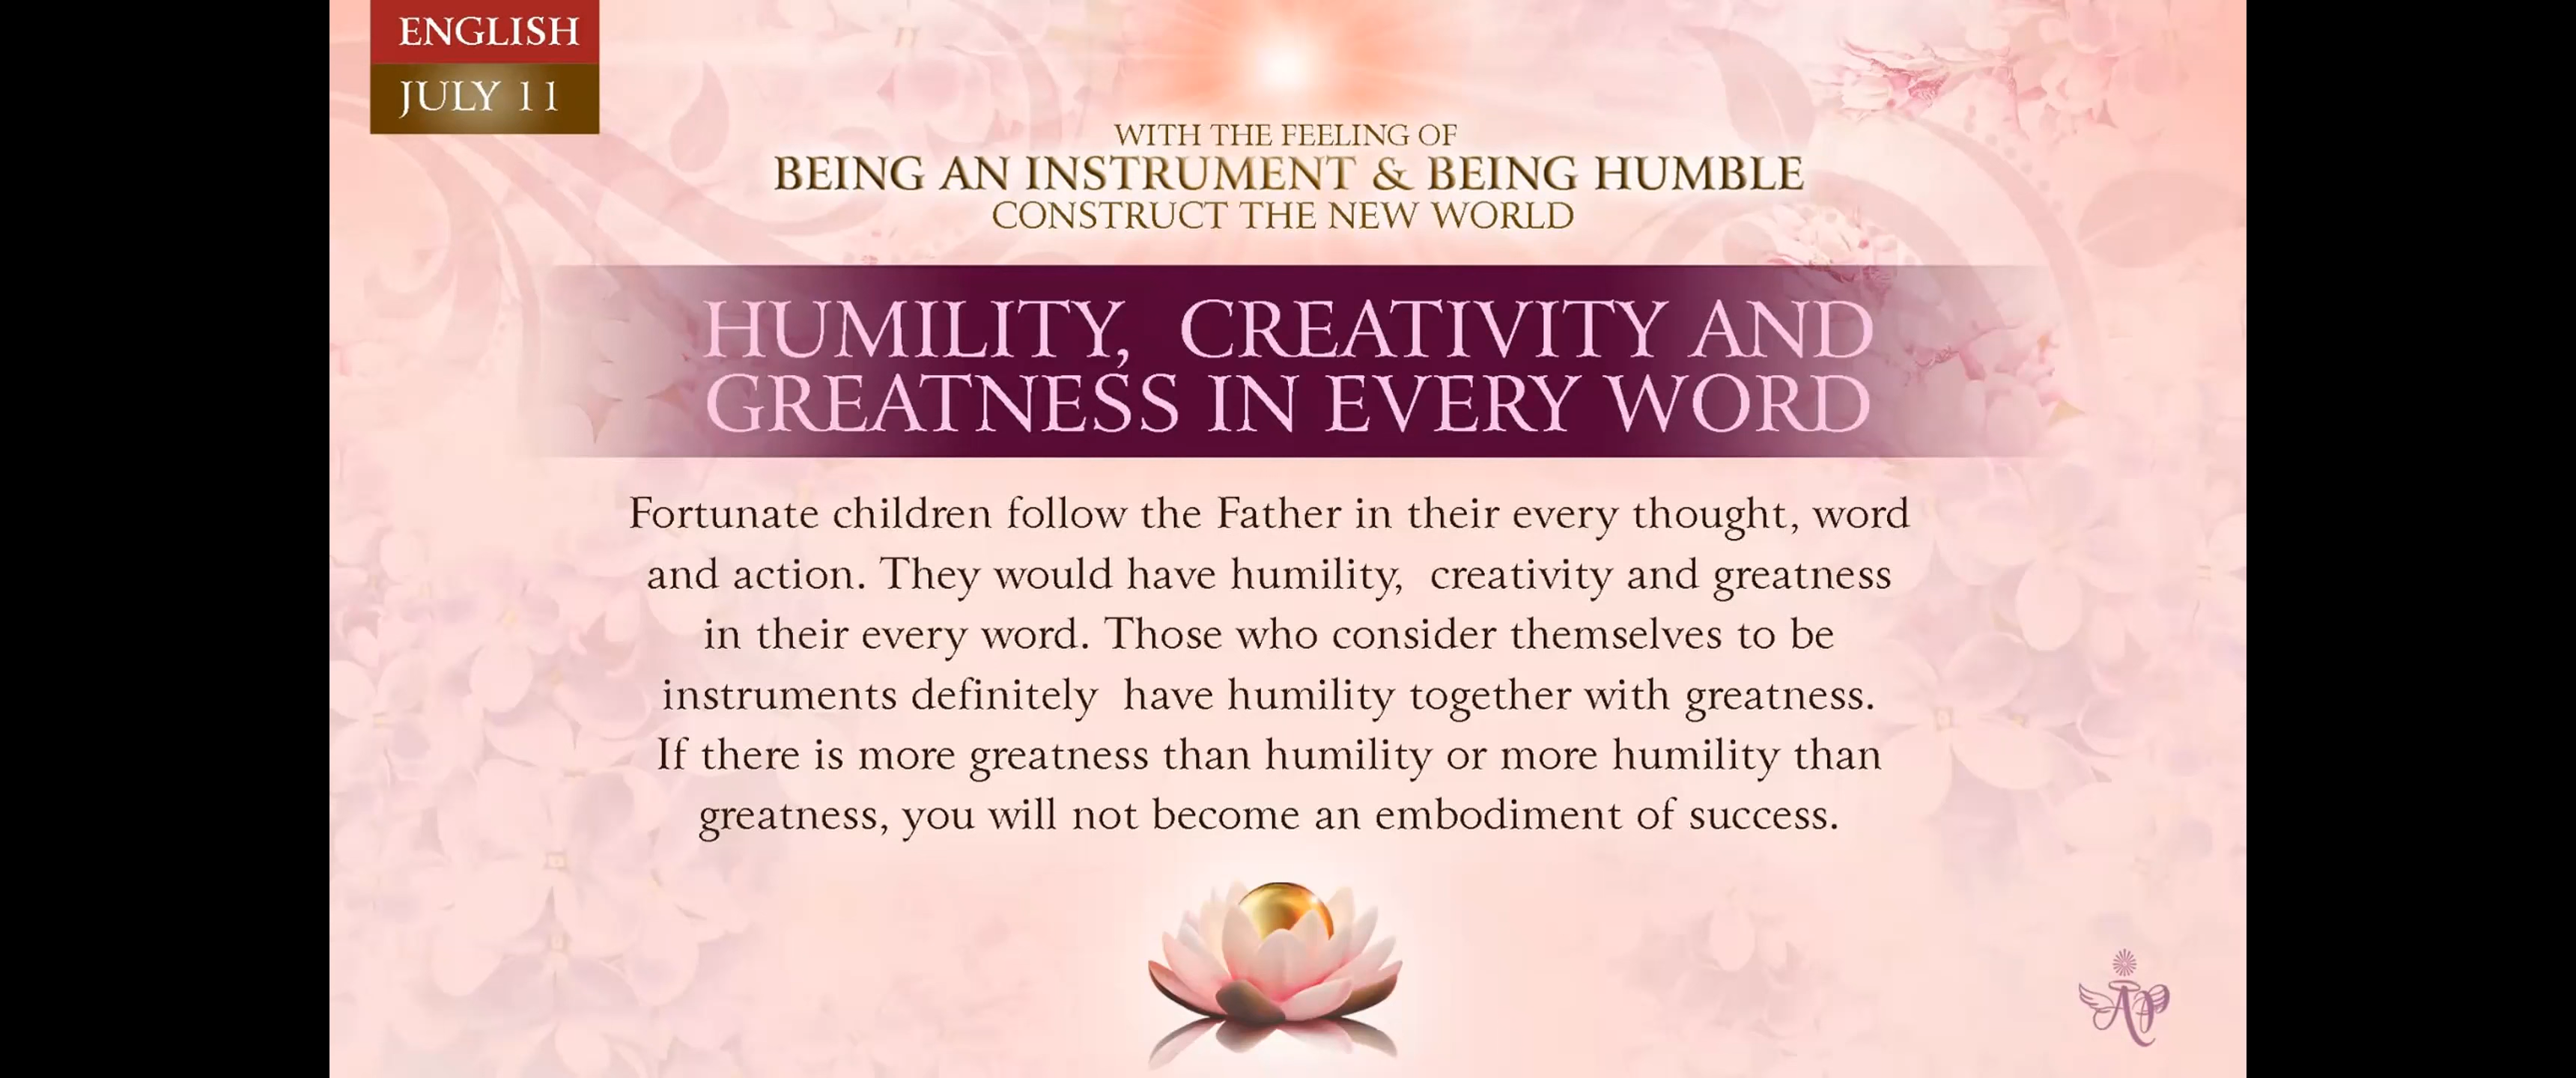 ENGLISH
JULY 11
WITH THE FEELING OF
BEING AN INSTRUMENT & BEING HUMBLE
CONSTRUCT THE NEW WORLD
HUMILITY, CREATIVITY AND
GREATNESS IN EVERY WORD
Fortunate children follow the Father in their every thought, word
and action. They would have humility, creativity and greatness
in their every word. Those who consider themselves to be
instruments definitely have humility together with greatness.
If there is more greatness than humility or more humility than
greatness, you will not become an embodiment of success.